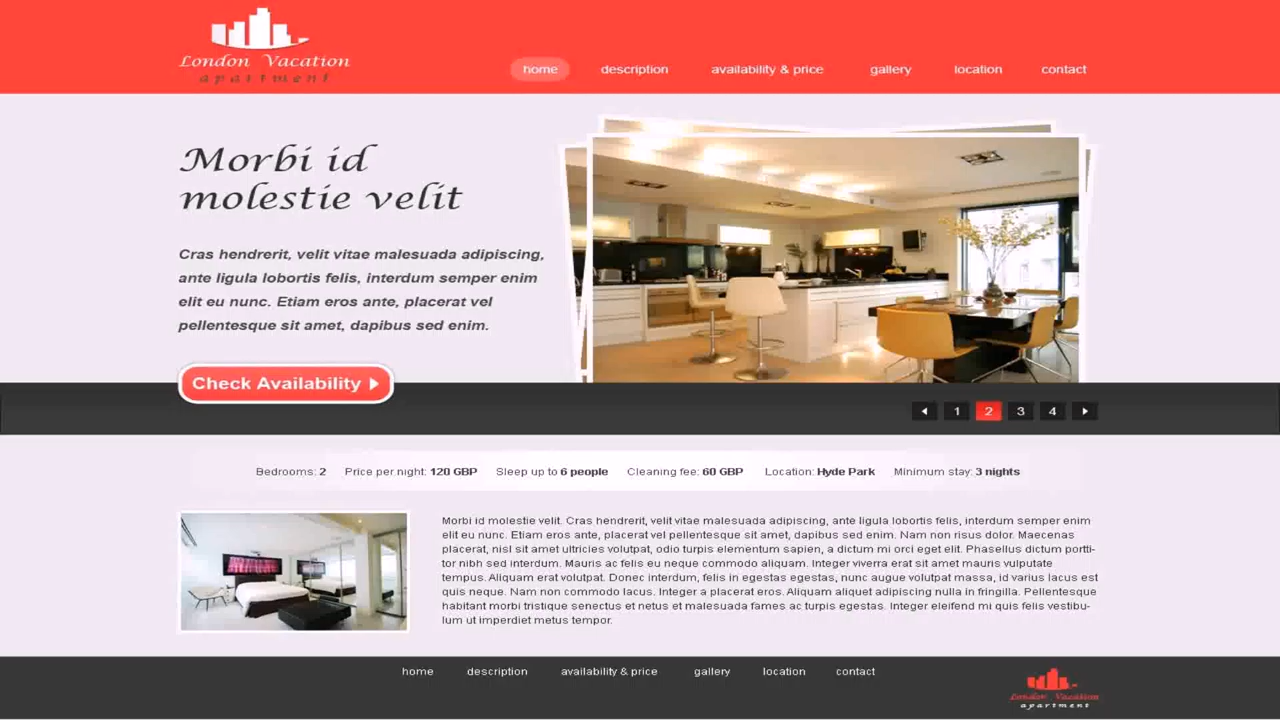 London Vacation
apartment
home description availability & price gallery location contact
Morbi id
molestie velit
Cras hendrerit, velit vitae malesuada adipiscing,
ante ligula lobortis felis, interdum semper enim
elit eu nunc. Etiam eros ante, placerat vel
pellentesque sit amet, dapibus sed enim.
Check Availability
1 2 3 4
Bedrooms: 2 Price per night: 120 GBP Sleep up to 6 people Cleaning fee: 60 GBP Location: Hyde Park Minimum stay: 3 nights
Morbi id molestie velit. Cras hendrerit, velit vitae malesuada adipiscing, ante ligula lobortis felis, interdum semper enim
elit eu nunc. Etiam eros ante, placerat vel pellentesque sit amet, dapibus sed enim. Nam non risus dolor. Maecenas
placerat, nisl sit amet ultricies volutpat, odio turpis elementum sapien, a dictum mi orci eget elit. Phasellus dictum portti-
tor nibh sed interdum. Mauris ac felis eu neque commodo aliquam. Integer viverra erat sit amet mauris vulputate
tempus. Aliquam erat volutpat. Donec interdum, felis in egestas egestas, nunc augue volutpat massa, id varius lacus est
quis neque. Nam non commodo lacus. Integer a placerat eros. Aliquam aliquet adipiscing nulla in fringilla. Pellentesque
habitant morbi tristique senectus et netus et malesuada fames ac turpis egestas. Integer eleifend mi quis felis vestibu-
lum ut imperdiet metus tempor.
home description availability & price gallery location contact
London Vacation
apartment